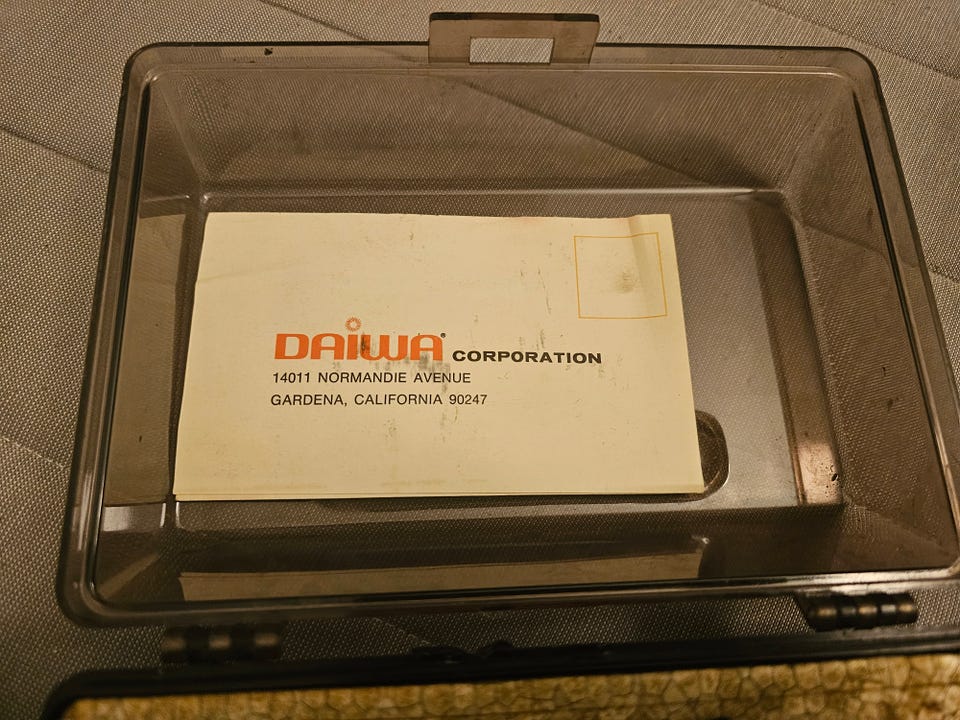 DAIWA® CORPORATION
14011 NORMANDIE AVENUE
GARDENA, CALIFORNIA 90247